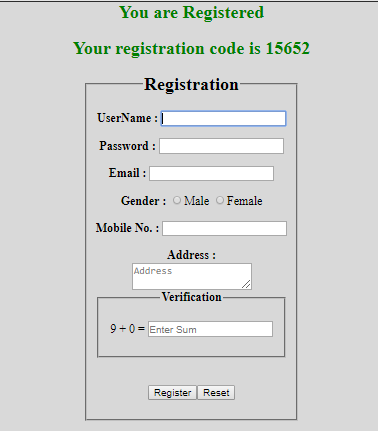 You are Registered
Your registration code is 15652
Registration
UserName :
Password :
Email :
Gender : Male Female
Mobile No. :
Address :
Address
Verification
9 + 0 = Enter Sum
Register Reset